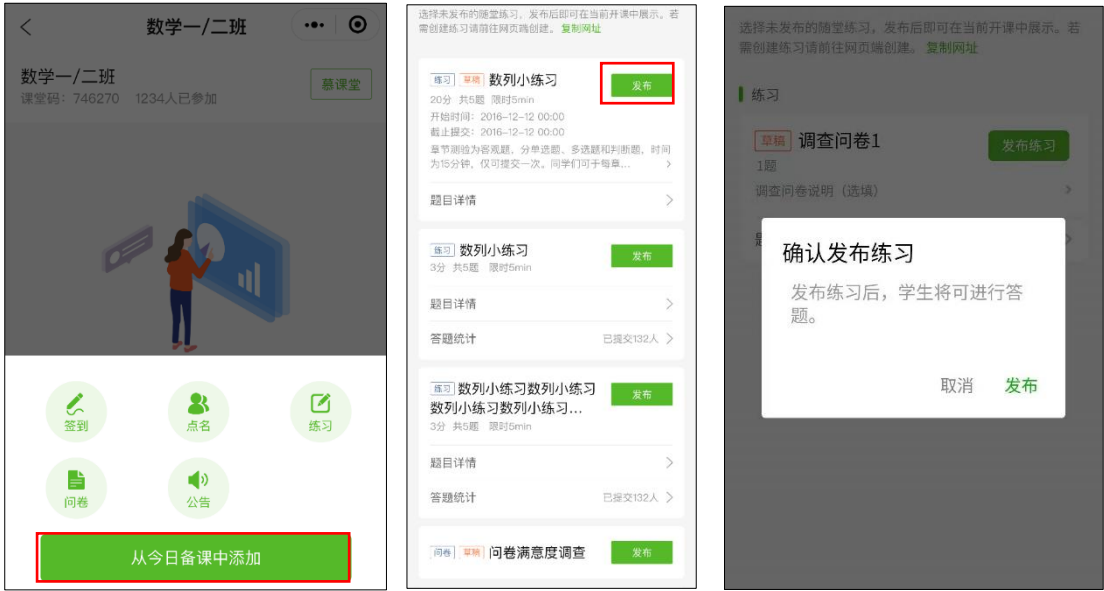 数学一/二班
数学一/二班
慕课堂
课堂码：746270 1234人已参加
签到
点名
练习
问卷
公告
从今日备课中添加
选择未发布的随堂练习，发布后即可在当前开课中展示。若
需创建练习请前往网页端创建。 复制网址
练习 草稿 数列小练习
发布
20分 共5题 限时5min
开始时间：2016-12-12 00:00
截止提交：2016-12-12 00:00
章节测验为客观题、分单选题、多选题和判断题，时间
为15分钟，仅可提交一次。同学们可于每章...
题目详情
练习 数列小练习
发布
3分 共5题 限时5min
题目详情
答题统计 已提交132人
练习 数列小练习数列小练习
数列小练习数列小练习...
发布
3分 共5题 限时5min
题目详情
答题统计 已提交132人
问卷 草稿 问卷满意度调查
发布
选择未发布的随堂练习，发布后即可在当前开课中展示。若
需创建练习请前往网页端创建。 复制网址
练习
草稿 调查问卷1
发布练习
1题
调查问卷说明（选填）
确认发布练习
发布练习后，学生将可进行答
题。
取消 发布